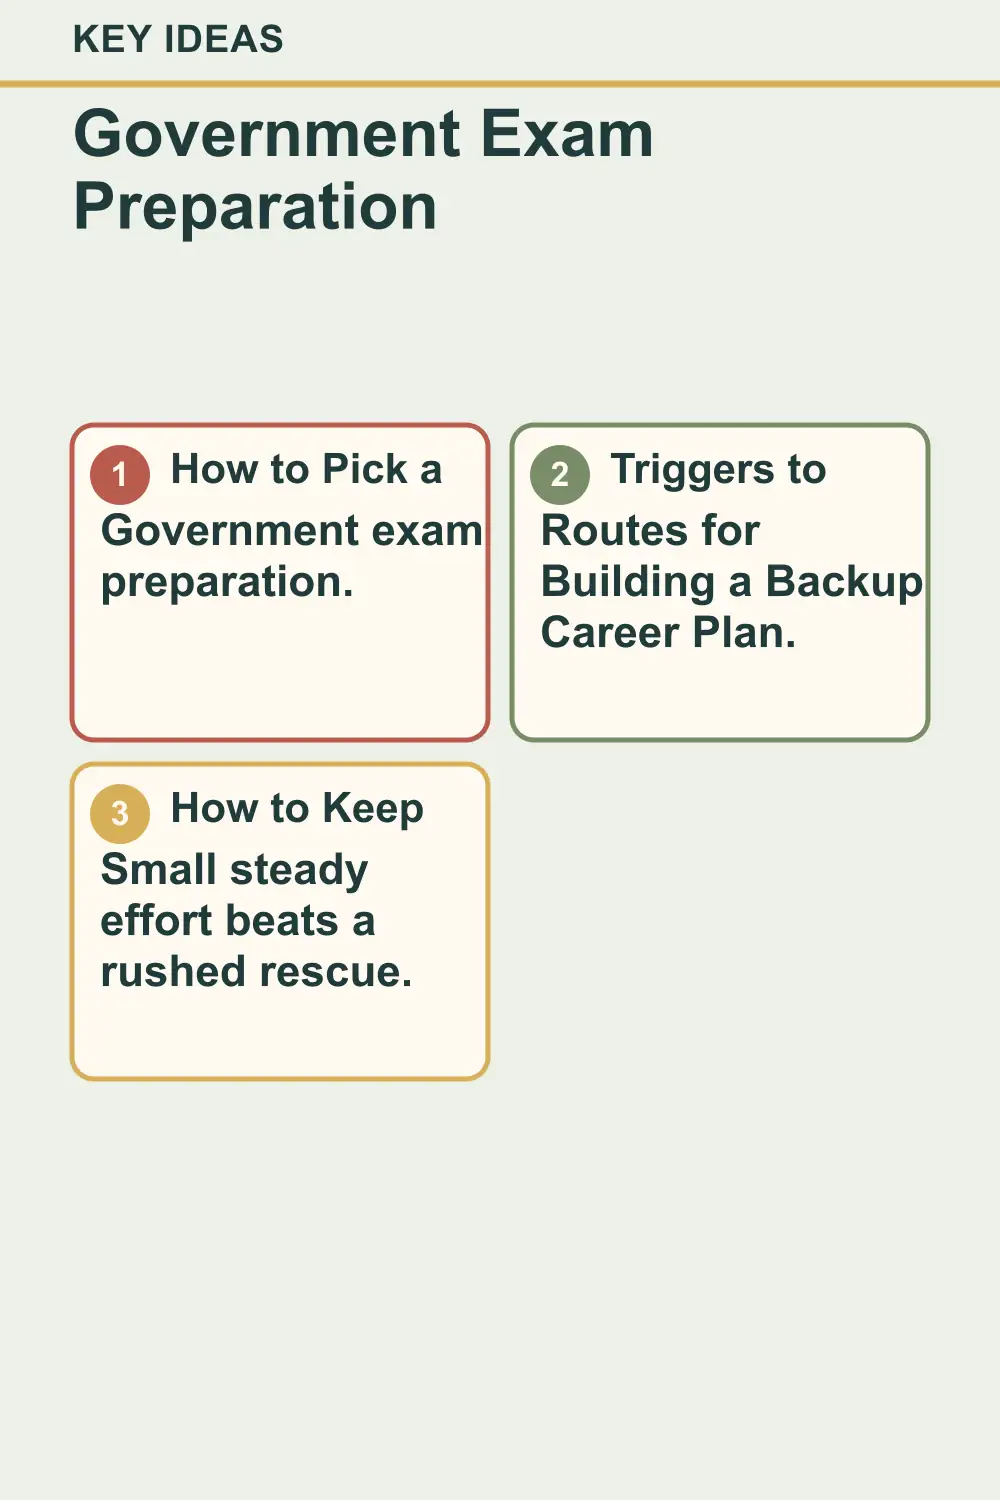 KEY IDEAS
Government Exam
Preparation
1 How to Pick a
Government exam
preparation.
2 Triggers to
Routes for
Building a Backup
Career Plan.
3 How to Keep
Small steady
effort beats a
rushed rescue.